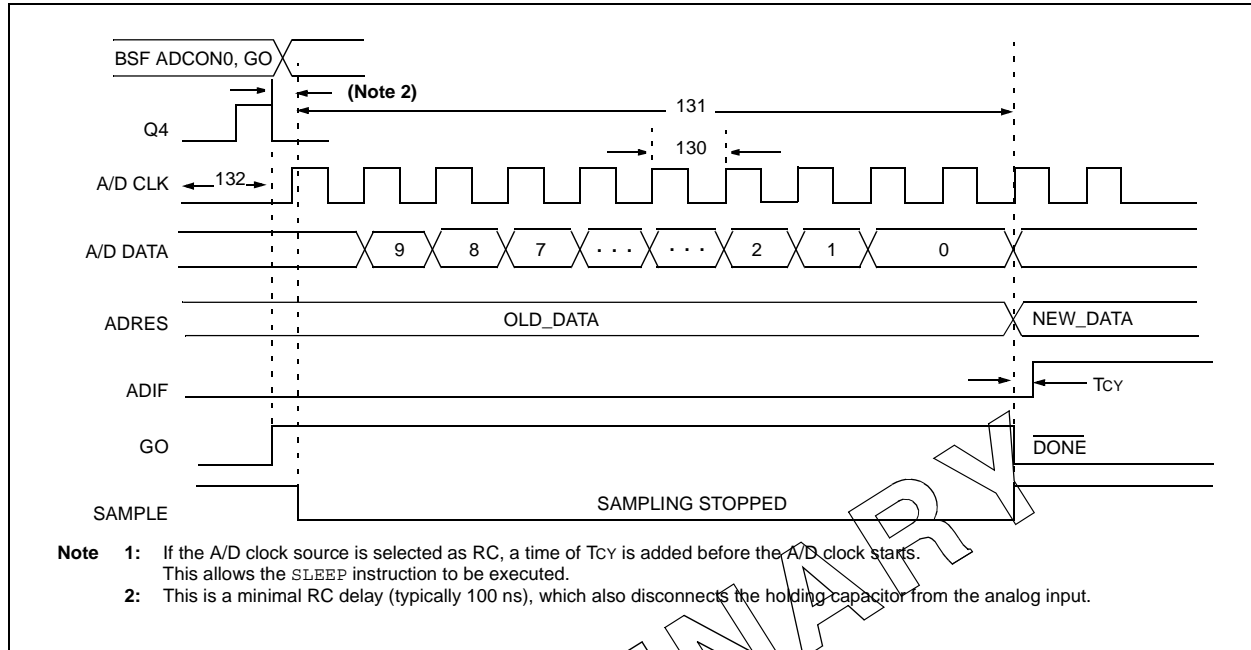 BSF ADCON0, GO
(Note 2)
131
Q4
130
A/D CLK
132
A/D DATA
9 8 7 . . . . . . 2 1 0
ADRES
OLD_DATA
NEW_DATA
ADIF
TCY
GO
DONE
SAMPLE
SAMPLING STOPPED
Note 1: If the A/D clock source is selected as RC, a time of TCY is added before the A/D clock starts.
This allows the SLEEP instruction to be executed.
2: This is a minimal RC delay (typically 100 ns), which also disconnects the holding capacitor from the analog input.